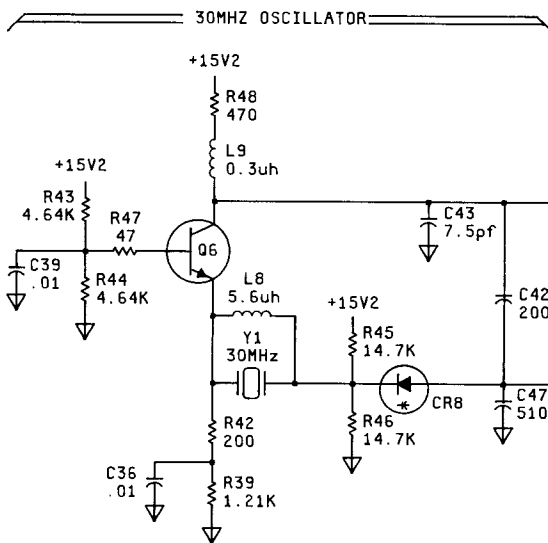 30MHZ OSCILLATOR
+15V2
R48
470
L9
0.3uh
+15V2
R43
4.64K
R47
47
C39
.01
R44
4.64K
Q6
C43
7.5pf
L8
5.6uh
Y1
30MHz
+15V2
R45
14.7K
C42
200
CR8
R46
14.7K
C47
510
R42
200
C36
.01
R39
1.21K